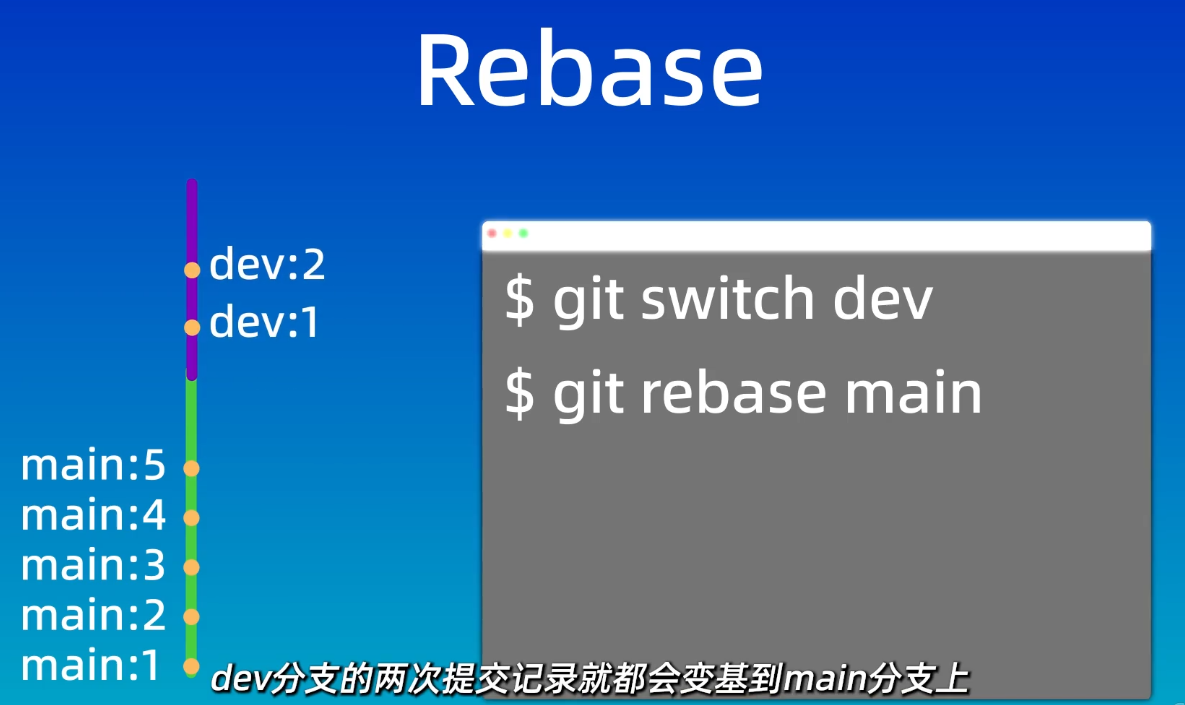 Rebase
dev:2
dev:1
main:5
main:4
main:3
main:2
main:1
$ git switch dev
$ git rebase main
dev分支的两次提交记录就都会变基到main分支上